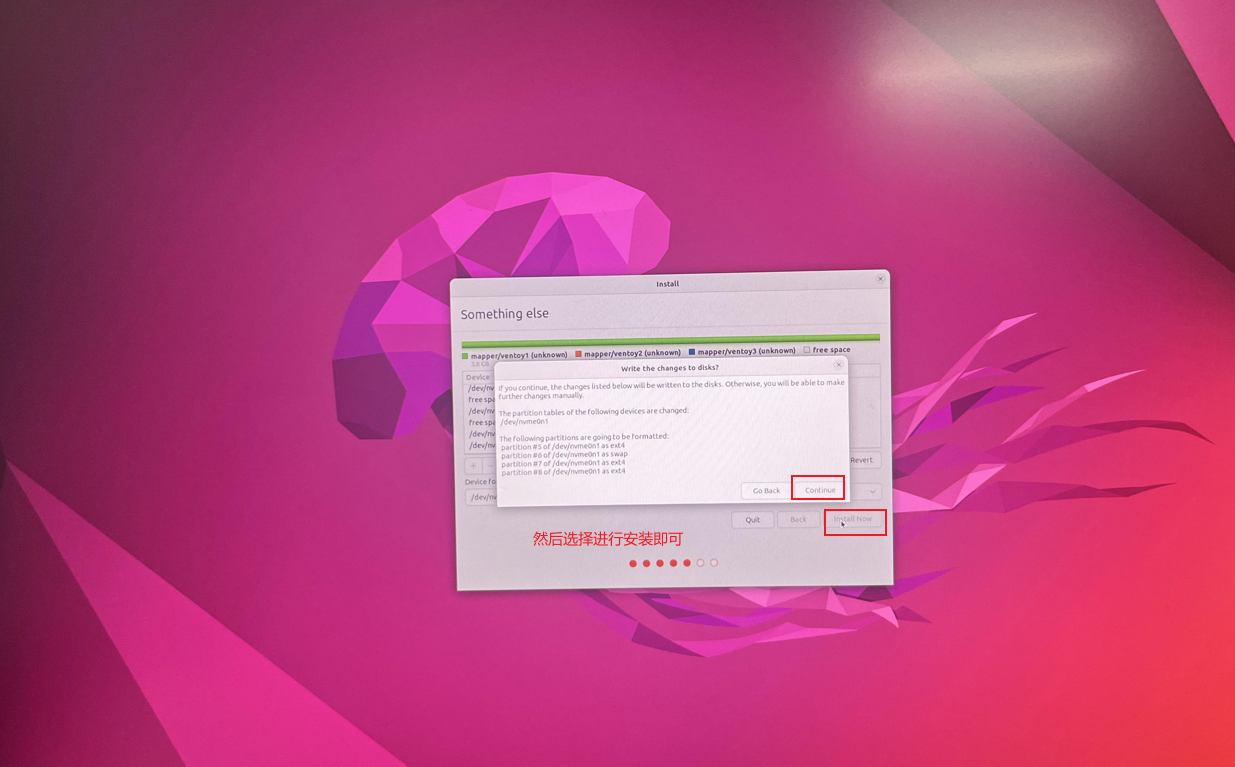 Install
Something else
mapper/ventoy1 (unknown) mapper/ventoy2 (unknown) mapper/ventoy3 (unknown) free space
Device
Write the changes to disks?
If you continue, the changes listed below will be written to the disks. Otherwise, you will be able to make
further changes manually.
The partition tables of the following devices are changed:
/dev/nvme0n1
The following partitions are going to be formatted:
partition #5 of /dev/nvme0n1 as ext4
partition #6 of /dev/nvme0n1 as swap
partition #7 of /dev/nvme0n1 as ext4
partition #8 of /dev/nvme0n1 as ext4
Go Back Continue
/dev/nv
free spa
/dev/nv
free spa
/dev/nv
/dev/nv
+ Revert
Device fo
/dev/nv
Quit Back Install Now
然后选择进行安装即可